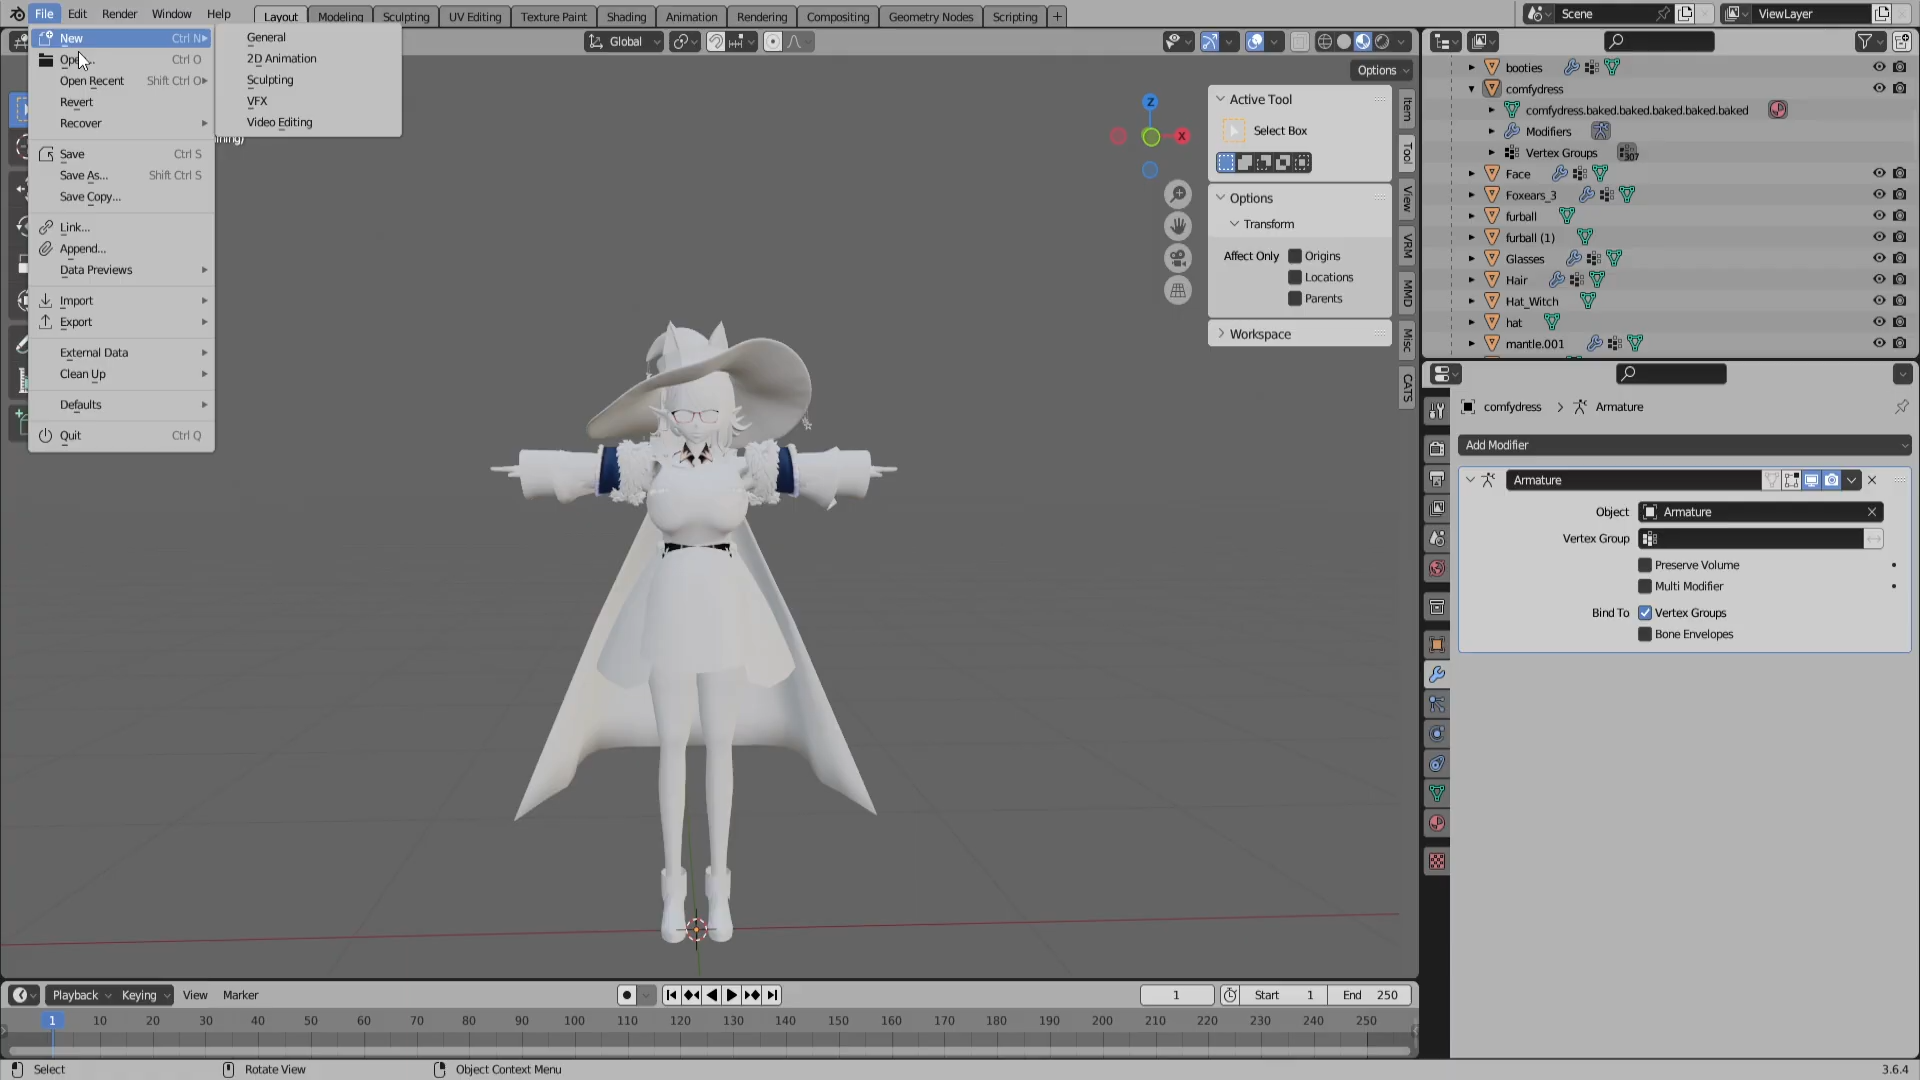 File Edit Render Window Help Layout Modeling Sculpting UV Editing Texture Paint Shading Animation Rendering Compositing Geometry Nodes Scripting Scene ViewLayer
New Ctrl N
Open... Ctrl O
Open Recent Shift Ctrl O
Revert
Recover
Save Ctrl S
Save As... Shift Ctrl S
Save Copy...
Link...
Append...
Data Previews
Import
Export
External Data
Clean Up
Defaults
Quit Ctrl Q
General
2D Animation
Sculpting
VFX
Video Editing
Global
Options
Z
X
Active Tool
Select Box
Options
Transform
Affect Only Origins
Locations
Parents
Workspace
Item
Tool
View
VRM
MMD
Misc
CATS
booties
comfydress
comfydress.baked.baked.baked.baked.baked
Modifiers
Vertex Groups 307
Face
Foxears_3
furball
furball (1)
Glasses
Hair
Hat_Witch
hat
mantle.001
comfydress Armature
Add Modifier
Armature
Object Armature
Vertex Group
Preserve Volume
Multi Modifier
Bind To Vertex Groups
Bone Envelopes
Playback Keying View Marker 1 Start 1 End 250
1 10 20 30 40 50 60 70 80 90 100 110 120 130 140 150 160 170 180 190 200 210 220 230 240 250
Select Rotate View Object Context Menu 3.6.4